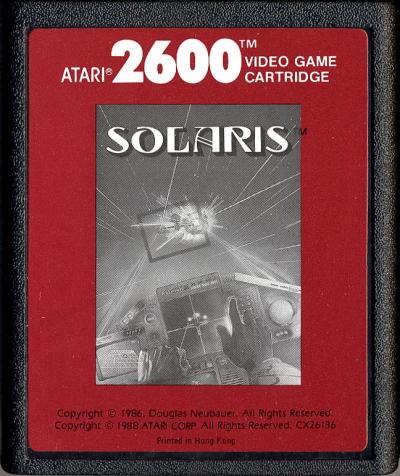 ATARI® 2600™ VIDEO GAME
CARTRIDGE
SOLARIS™
Copyright © 1986, Douglas Neubauer. All Rights Reserved.
Copyright © 1988 ATARI CORP. All Rights Reserved. CX26136
Printed in Hong Kong